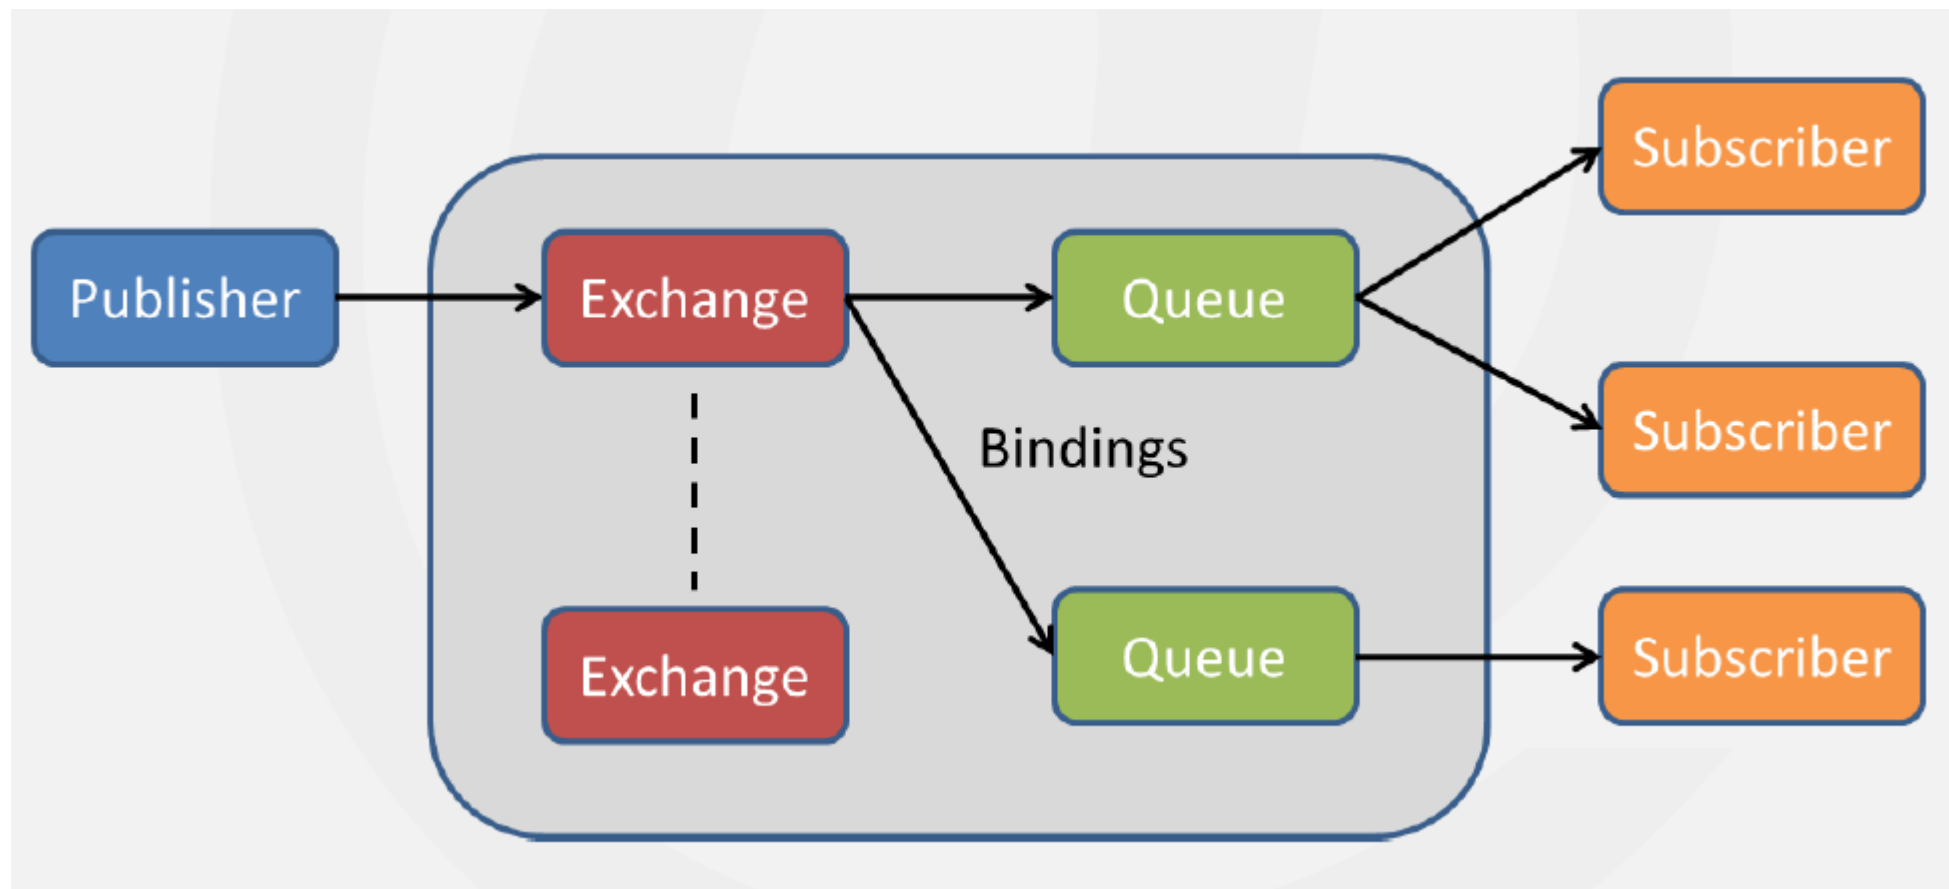 Subscriber
Publisher
Exchange
Queue
Subscriber
Bindings
Exchange
Queue
Subscriber